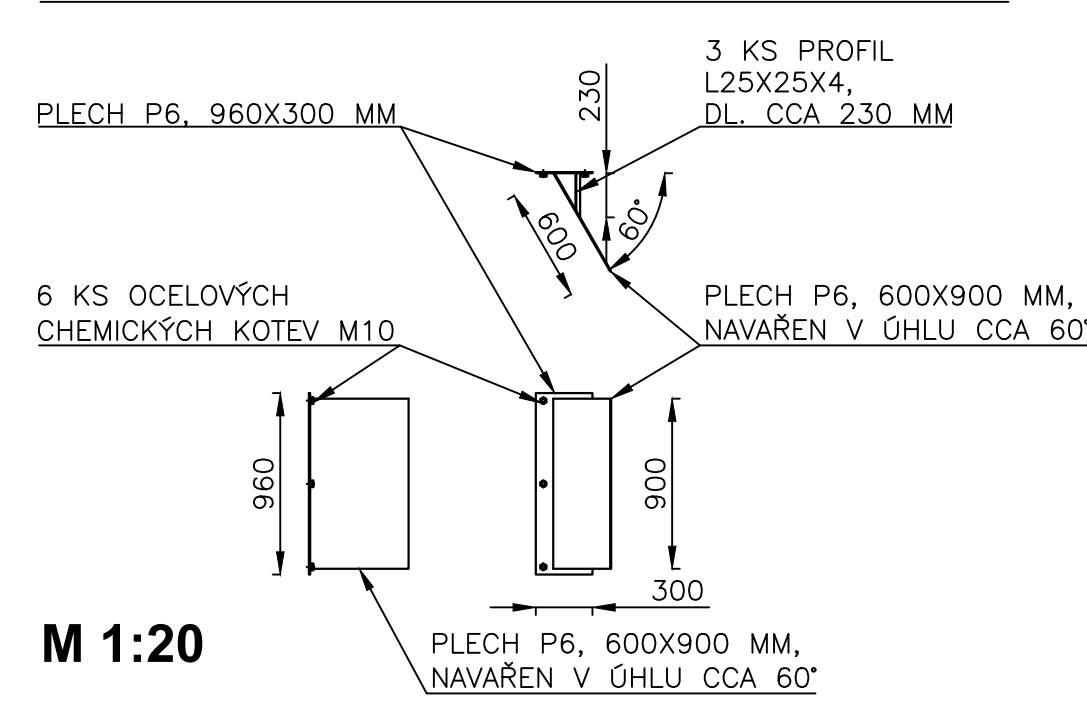 3 KS PROFIL
L25X25X4,
DL. CCA 230 MM
PLECH P6, 960X300 MM
230
600
60°
6 KS OCELOVÝCH
CHEMICKÝCH KOTEV M10
PLECH P6, 600X900 MM,
NAVAŘEN V ÚHLU CCA 60°
960
900
300
M 1:20
PLECH P6, 600X900 MM,
NAVAŘEN V ÚHLU CCA 60°